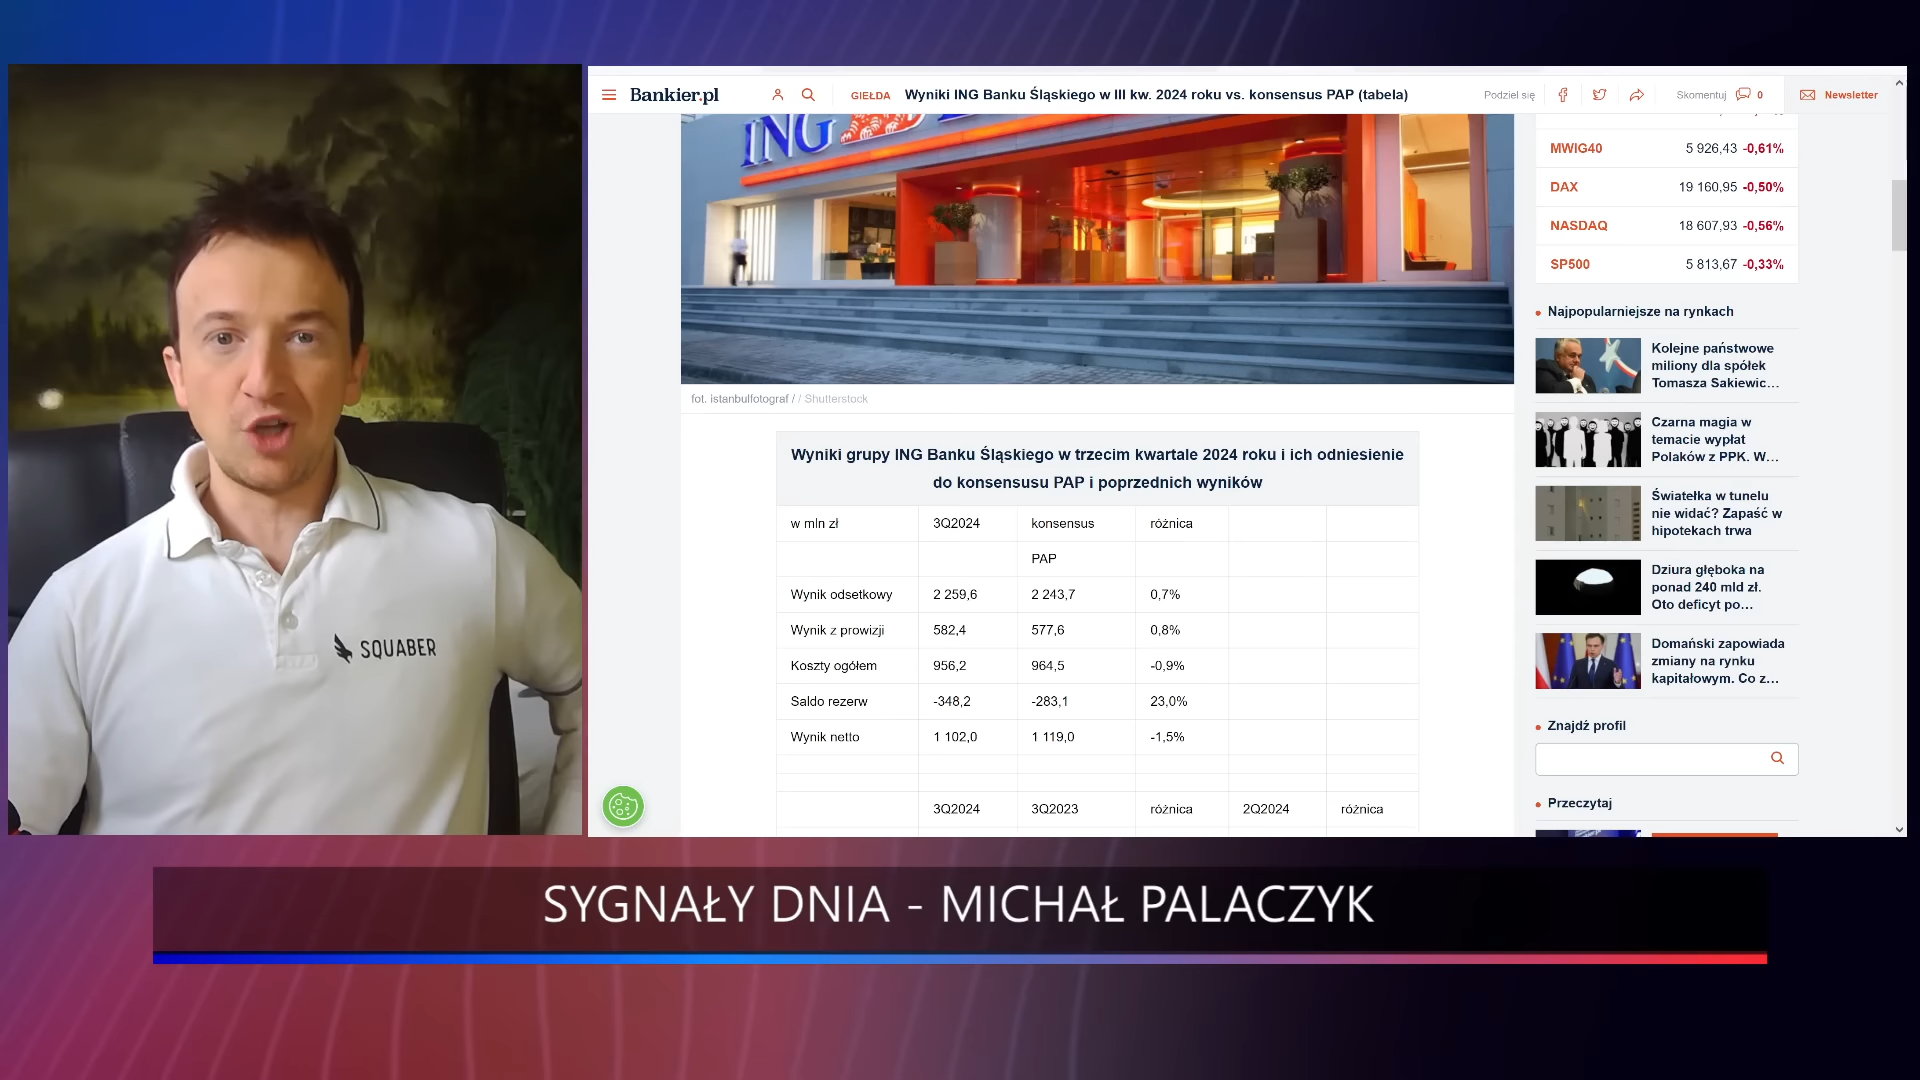 SQUABER
Bankier.pl
GIEŁDA
Wyniki ING Banku Śląskiego w III kw. 2024 roku vs. konsensus PAP (tabela)
Podziel się
Skomentuj
0
Newsletter
ING
fot. istanbulfotograf / / Shutterstock
Wyniki grupy ING Banku Śląskiego w trzecim kwartale 2024 roku i ich odniesienie
do konsensusu PAP i poprzednich wyników
w mln zł 3Q2024 konsensus różnica
PAP
Wynik odsetkowy 2 259,6 2 243,7 0,7%
Wynik z prowizji 582,4 577,6 0,8%
Koszty ogółem 956,2 964,5 -0,9%
Saldo rezerw -348,2 -283,1 23,0%
Wynik netto 1 102,0 1 119,0 -1,5%
3Q2024 3Q2023 różnica 2Q2024 różnica
MWIG40 5 926,43 -0,61%
DAX 19 160,95 -0,50%
NASDAQ 18 607,93 -0,56%
SP500 5 813,67 -0,33%
Najpopularniejsze na rynkach
Kolejne państwowe
miliony dla spółek
Tomasza Sakiewic...
Czarna magia w
temacie wypłat
Polaków z PPK. W...
Światełka w tunelu
nie widać? Zapaść w
hipotekach trwa
Dziura głęboka na
ponad 240 mld zł.
Oto deficyt po...
Domański zapowiada
zmiany na rynku
kapitałowym. Co z...
Znajdź profil
Przeczytaj
SYGNAŁY DNIA - MICHAŁ PALACZYK